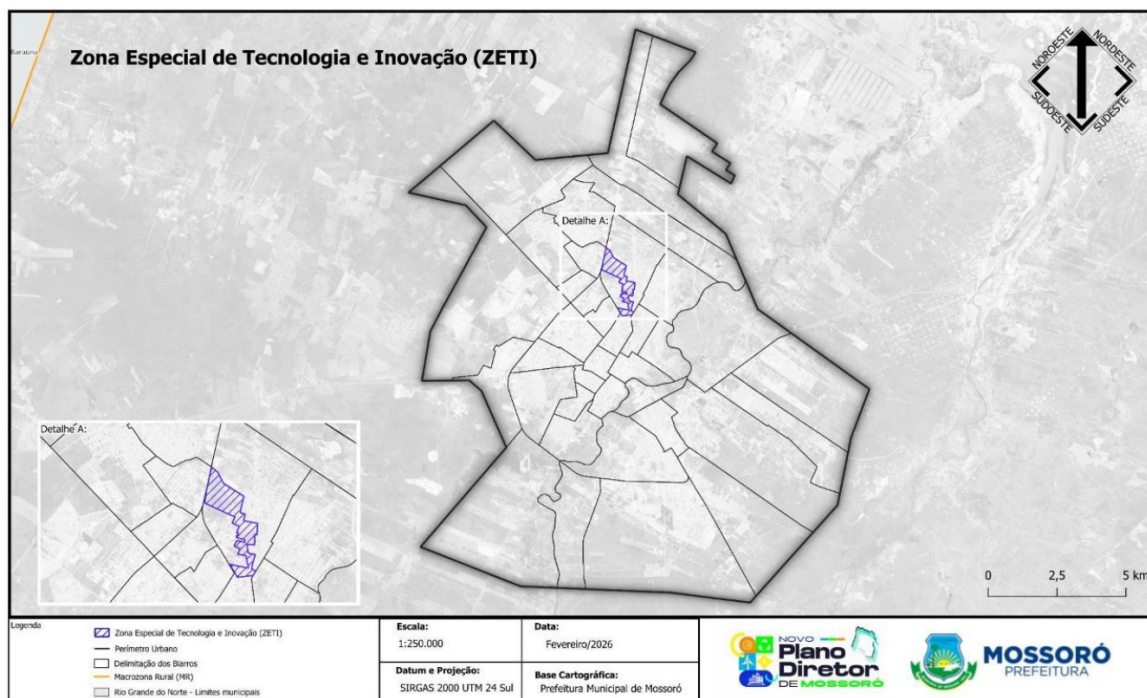 Baraúna
Zona Especial de Tecnologia e Inovação (ZETI)
NOROESTE
NORDESTE
SUDOESTE
SUDESTE
Detalhe A:
Detalhe A:
0 2,5 5 km
Legenda
Zona Especial de Tecnologia e Inovação (ZETI)
Perímetro Urbano
Delimitação dos Biarros
Macrozona Rural (MR)
Rio Grande do Norte - Limites municipais
Escala:
1:250.000
Data:
Fevereiro/2026
Datum e Projeção:
SIRGAS 2000 UTM 24 Sul
Base Cartográfica:
Prefeitura Municipal de Mossoró
NOVO
Plano
Diretor
DE MOSSORÓ
MOSSORÓ
PREFEITURA